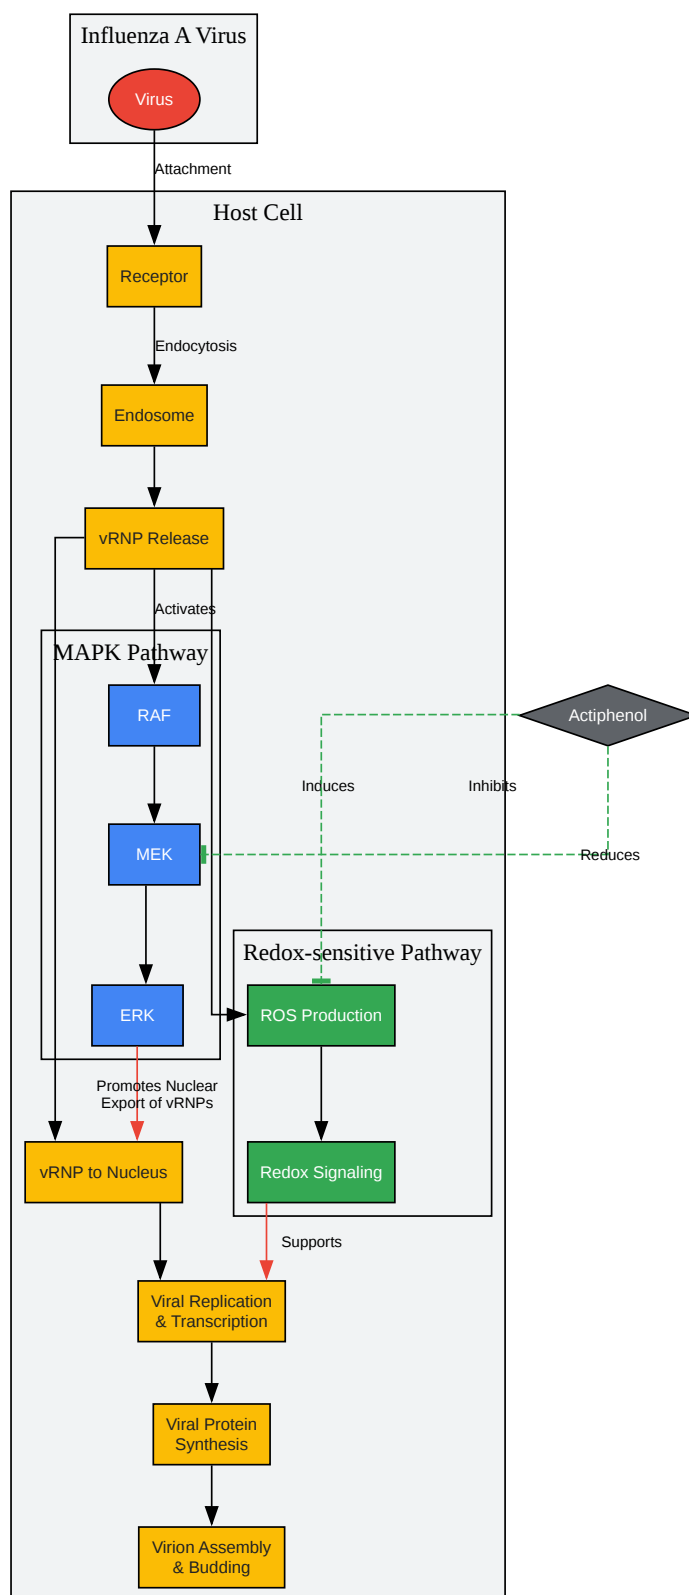 Influenza A Virus
Virus
Attachment
Host Cell
Receptor
Endocytosis
Endosome
vRNP Release
Activates
MAPK Pathway
RAF
Actiphenol
Induces
Inhibits
MEK
Reduces
Redox-sensitive Pathway
ERK
ROS Production
Promotes Nuclear
Export of vRNPs
vRNP to Nucleus
Redox Signaling
Supports
Viral Replication
& Transcription
Viral Protein
Synthesis
Virion Assembly
& Budding